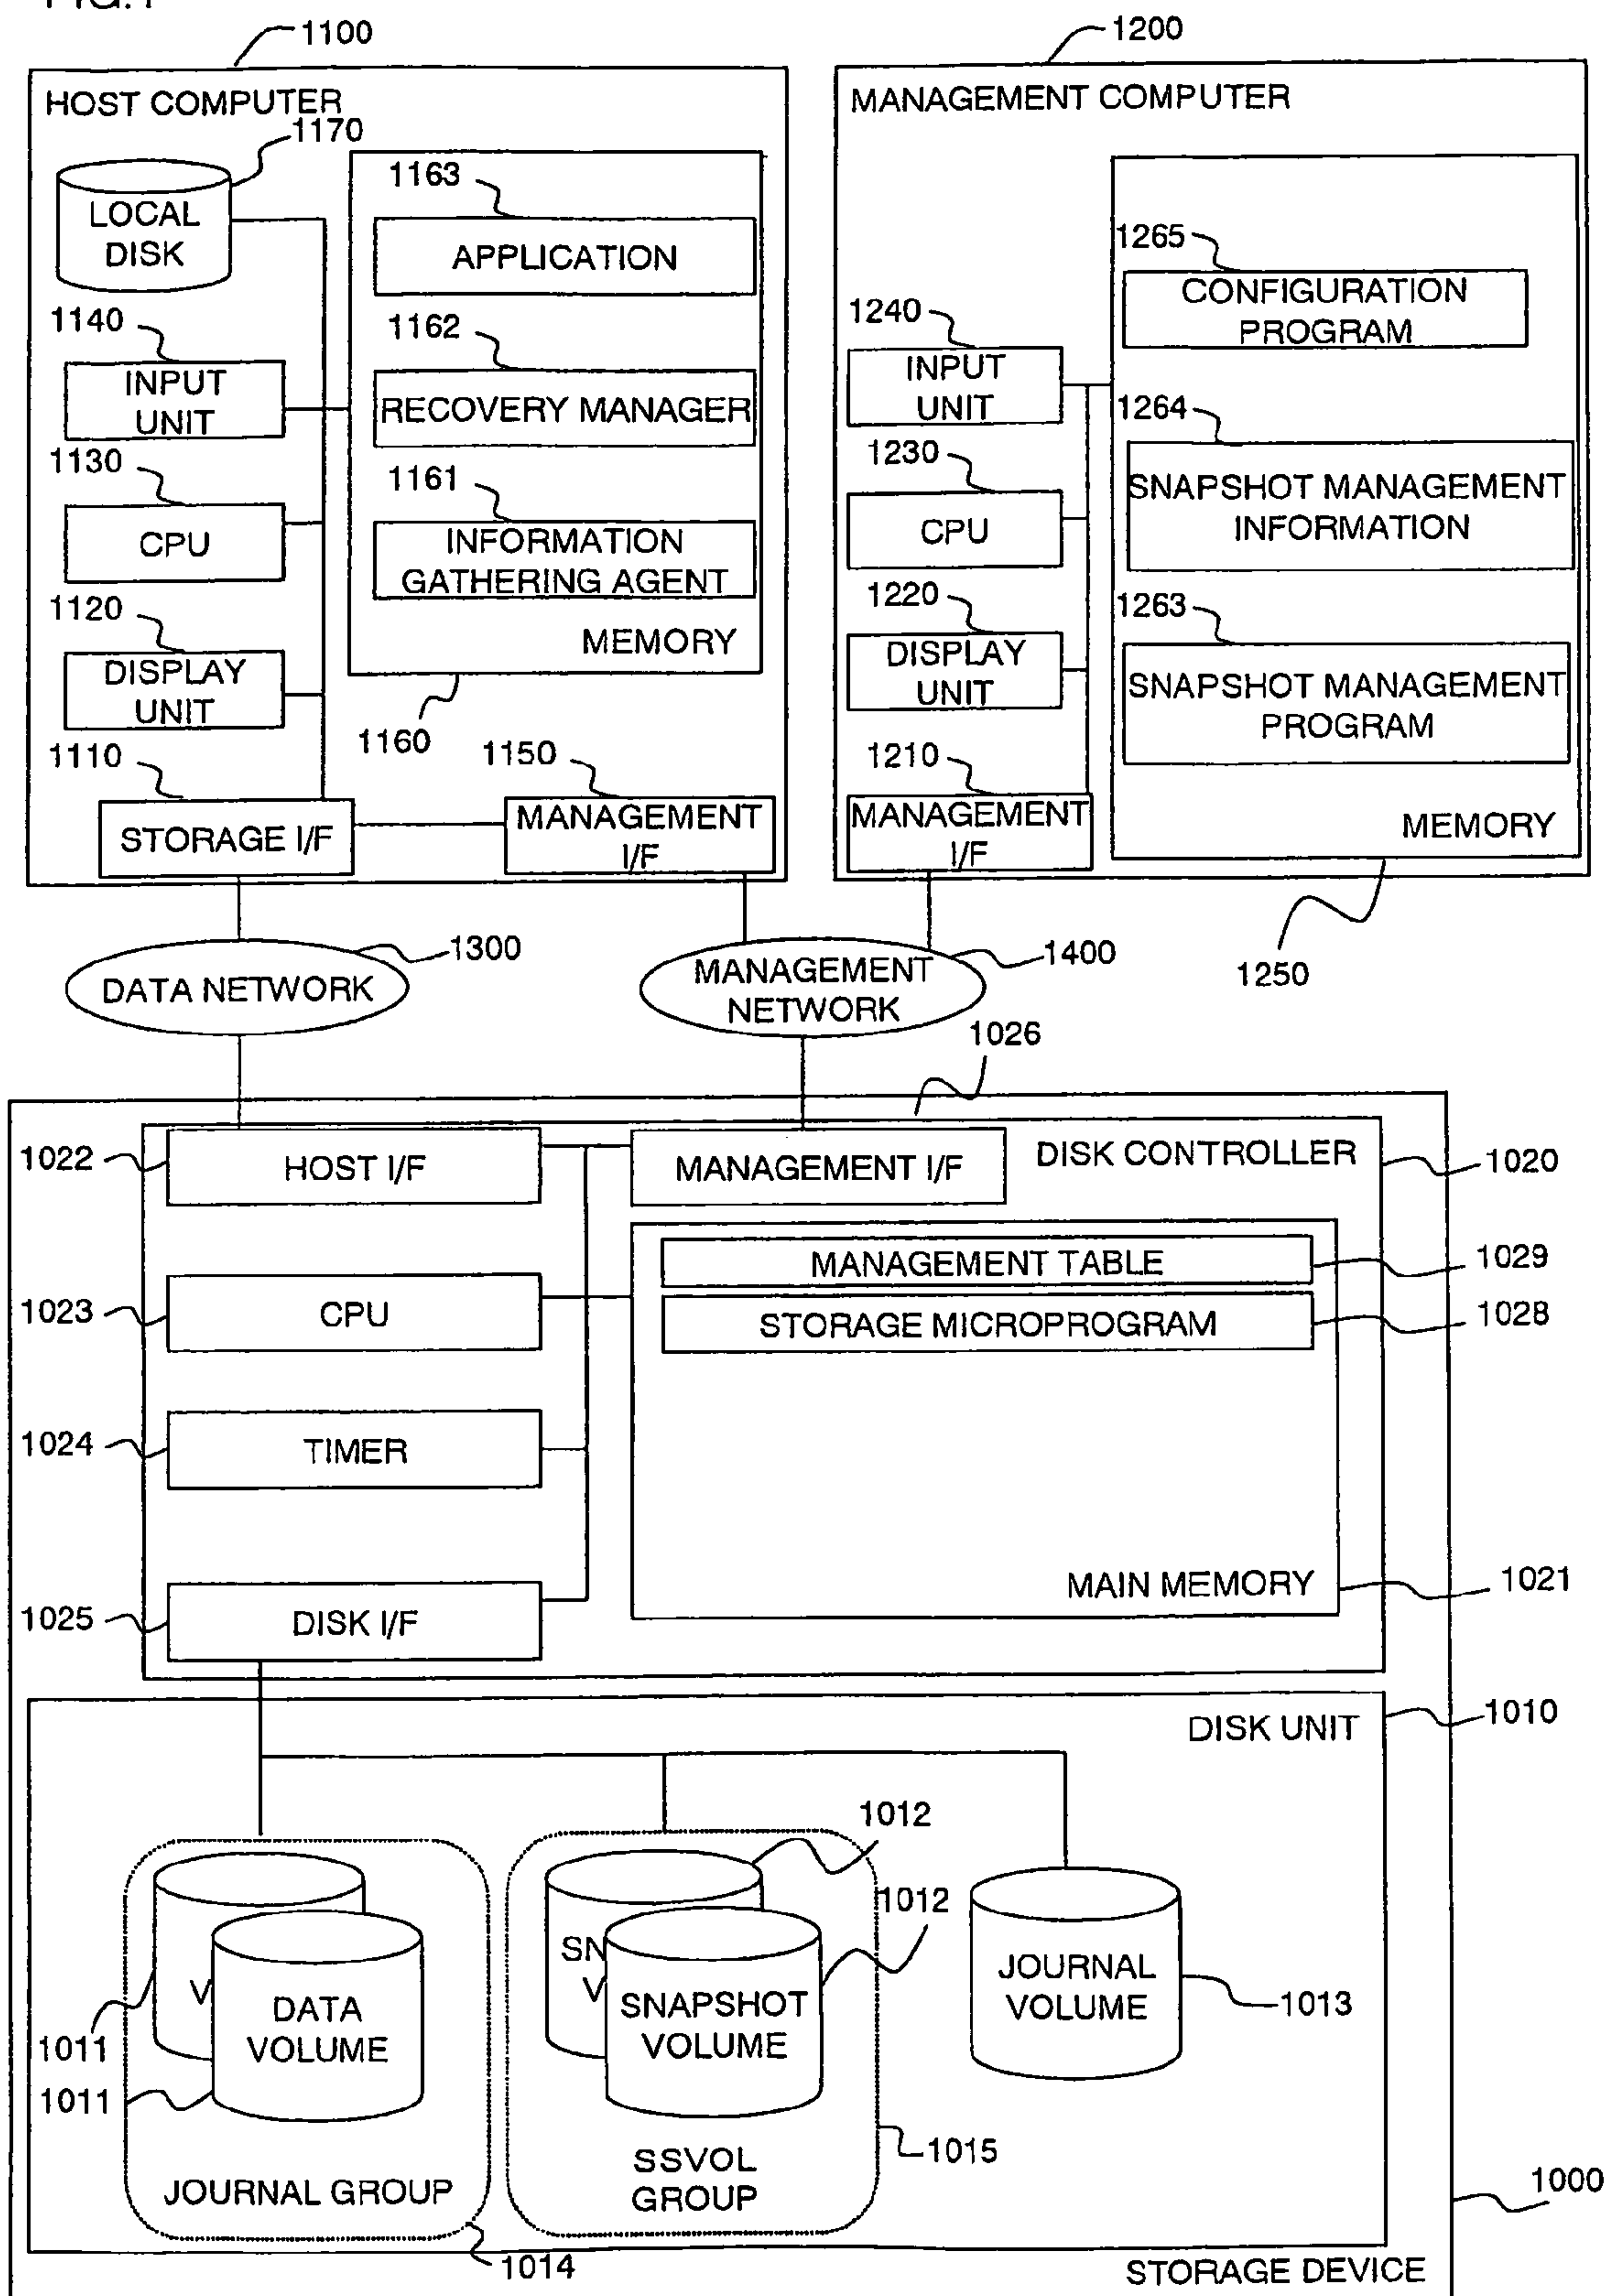 FIG.1
1100
HOST COMPUTER
1170
LOCAL
DISK
1163
APPLICATION
1140
INPUT
UNIT
1162
RECOVERY MANAGER
1130
CPU
1161
INFORMATION
GATHERING AGENT
1120
DISPLAY
UNIT
MEMORY
1160
1110
STORAGE I/F
1150
MANAGEMENT
I/F
1200
MANAGEMENT COMPUTER
1265
CONFIGURATION
PROGRAM
1240
INPUT
UNIT
1264
SNAPSHOT MANAGEMENT
INFORMATION
1230
CPU
1263
SNAPSHOT MANAGEMENT
PROGRAM
1220
DISPLAY
UNIT
1210
MANAGEMENT
I/F
MEMORY
1250
1300
DATA NETWORK
1400
MANAGEMENT
NETWORK
1026
1022
HOST I/F
MANAGEMENT I/F
DISK CONTROLLER
1020
MANAGEMENT TABLE
1029
1023
CPU
STORAGE MICROPROGRAM
1028
1024
TIMER
MAIN MEMORY
1021
1025
DISK I/F
DISK UNIT
1010
1012
1012
SN
V
SNAPSHOT
VOLUME
JOURNAL
VOLUME
1013
V
DATA
VOLUME
1011
1011
JOURNAL GROUP
1014
SSVOL
GROUP
1015
1000
STORAGE DEVICE